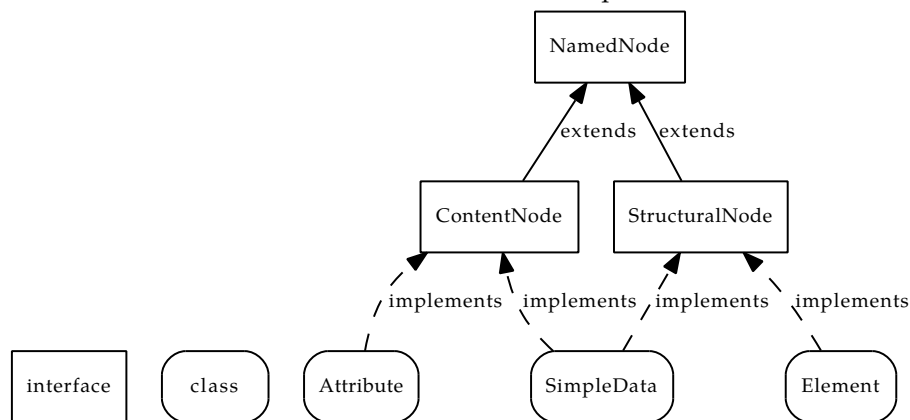 NamedNode
extends extends
ContentNode StructuralNode
implements implements implements implements
interface class Attribute SimpleData Element